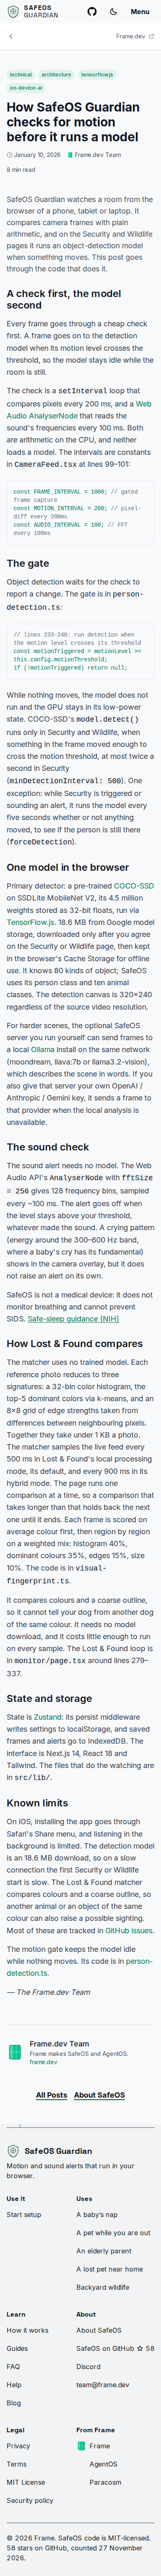 SAFEOS
GUARDIAN
Menu
Frame.dev
technical
architecture
tensorflow.js
on-device-ai
How SafeOS Guardian
checks for motion
before it runs a model
January 10, 2026
Frame.dev Team
8 min read
SafeOS Guardian watches a room from the
browser of a phone, tablet or laptop. It
compares camera frames with plain
arithmetic, and on the Security and Wildlife
pages it runs an object-detection model
when something moves. This post goes
through the code that does it.
A check first, the model
second
Every frame goes through a cheap check
first. A frame goes on to the detection
model only when its motion level crosses
the threshold, so the model stays idle while the
room is still.
The check is a setInterval loop that
compares pixels every 200 ms, and a Web
Audio AnalyserNode that reads the
sound's frequencies every 100 ms. Both
are arithmetic on the CPU, and neither
loads a model. The intervals are constants
in CameraFeed.tsx at lines 99–101:
const FRAME_INTERVAL = 1000; // gated
frame capture
const MOTION_INTERVAL = 200; // pixel-
diff every 200ms
const AUDIO_INTERVAL = 100; // FFT
every 100ms
The gate
Object detection waits for the check to
report a change. The gate is in person-
detection.ts:
// lines 233-240: run detection when
the motion level crosses its threshold
const motionTriggered = motionLevel >=
this.config.motionThreshold;
if (!motionTriggered) return null;
While nothing moves, the model does not
run, and the GPU stays in its low-power
state. COCO-SSD's model.detect()
runs only in Security and Wildlife, when
something in the frame moved enough to
cross the motion threshold, at most twice a
second in Security
(minDetectionInterval: 500). One
exception: while Security is triggered or
sounding an alarm, the detector runs
whether or not anything moved, to see if
the person is still there
(forceDetection).
One model in the browser
Primary detector: a pre-trained COCO-SSD
on SSDLite MobileNet V2, its 4.5 million
weights stored as 32-bit floats, run via
TensorFlow.js. 18.6 MB from Google model
storage, downloaded only after you agree
on the Security or Wildlife page, then kept
in the browser's Cache Storage for offline
use. It knows 80 kinds of object; SafeOS
uses its person class and ten animal
classes. The detection canvas is 320×240
regardless of the source video resolution.
For harder scenes, the optional SafeOS
server you run yourself can send frames to
a local Ollama install on the same network
(moondream, llava:7b or llama3.2-vision),
which describes the scene in words. If you
also give that server your own OpenAI /
Anthropic / Gemini key, it sends a frame to
that provider when the local analysis is
unavailable.
The sound check
The sound alert needs no model. The Web
Audio API's AnalyserNode with fftSize
= 256 gives 128 frequency bins, sampled
every ~100 ms. The alert goes off when
the level stays above your threshold,
whatever made the sound. A crying pattern
(energy around the 300–600 Hz band,
where a baby's cry has its fundamental)
shows in the camera overlay, but it does
not raise an alert on its own.
SafeOS is not a medical device: it does not
monitor breathing and cannot prevent
SIDS. Safe-sleep guidance (NIH)
How Lost & Found compares
The matcher uses no trained model. Each
reference photo reduces to three
signatures: a 32-bin color histogram, the
top-5 dominant colors via k-means, and an
8×8 grid of edge strengths taken from
differences between neighbouring pixels.
Together they take under 1 KB a photo.
The matcher samples the live feed every
500 ms in Lost & Found's local processing
mode, its default, and every 900 ms in the
hybrid mode. The page runs one
comparison at a time, so one that takes
longer than that holds back the next one
until it ends. Each frame is scored on
average colour first, then region by region
on a weighted mix: histogram 40%,
dominant colours 35%, edges 15%, size
10%. The code is in visual-
fingerprint.ts.
It compares colours and a coarse outline,
so it cannot tell your dog from another dog
of a similar colour. It needs no model
download, and it costs little enough to run
on every sample. The Lost & Found loop is
in monitor/page.tsx around lines 279–
337.
State and storage
State is Zustand: its persist middleware
writes settings to localStorage, and saved
frames and alerts go to IndexedDB. The
interface is Next.js 14, React 18 and
Tailwind. The files that do the watching are
in src/lib/.
Known limits
On iOS, installing the app goes through
Safari's Share menu, and listening in the
background is limited. The detection model
is an 18.6 MB download, so on a slow
connection the first Security or Wildlife
start is slow. The Lost & Found matcher
compares colours and a coarse outline, so
another animal or object of the same
colour can also raise a possible sighting.
Most of these are tracked in GitHub issues.
The motion gate keeps the model idle
while nothing moves. Its code is in person-
detection.ts.
— The Frame.dev Team
Frame.dev Team
Frame makes SafeOS and AgentOS.
frame.dev
All Posts
About SafeOS
SafeOS Guardian
Motion and sound alerts that run in your
browser.
Use it
Start setup
Uses
A baby's nap
A pet while you are out
An elderly parent
A lost pet near home
Backyard wildlife
Learn
How it works
Guides
FAQ
Help
Blog
About
About SafeOS
SafeOS on GitHub ☆ 58
Discord
team@frame.dev
Legal
Privacy
Terms
MIT License
Security policy
From Frame
Frame
AgentOS
Paracosm
© 2026 Frame. SafeOS code is MIT-licensed.
58 stars on GitHub, counted 27 November
2026.